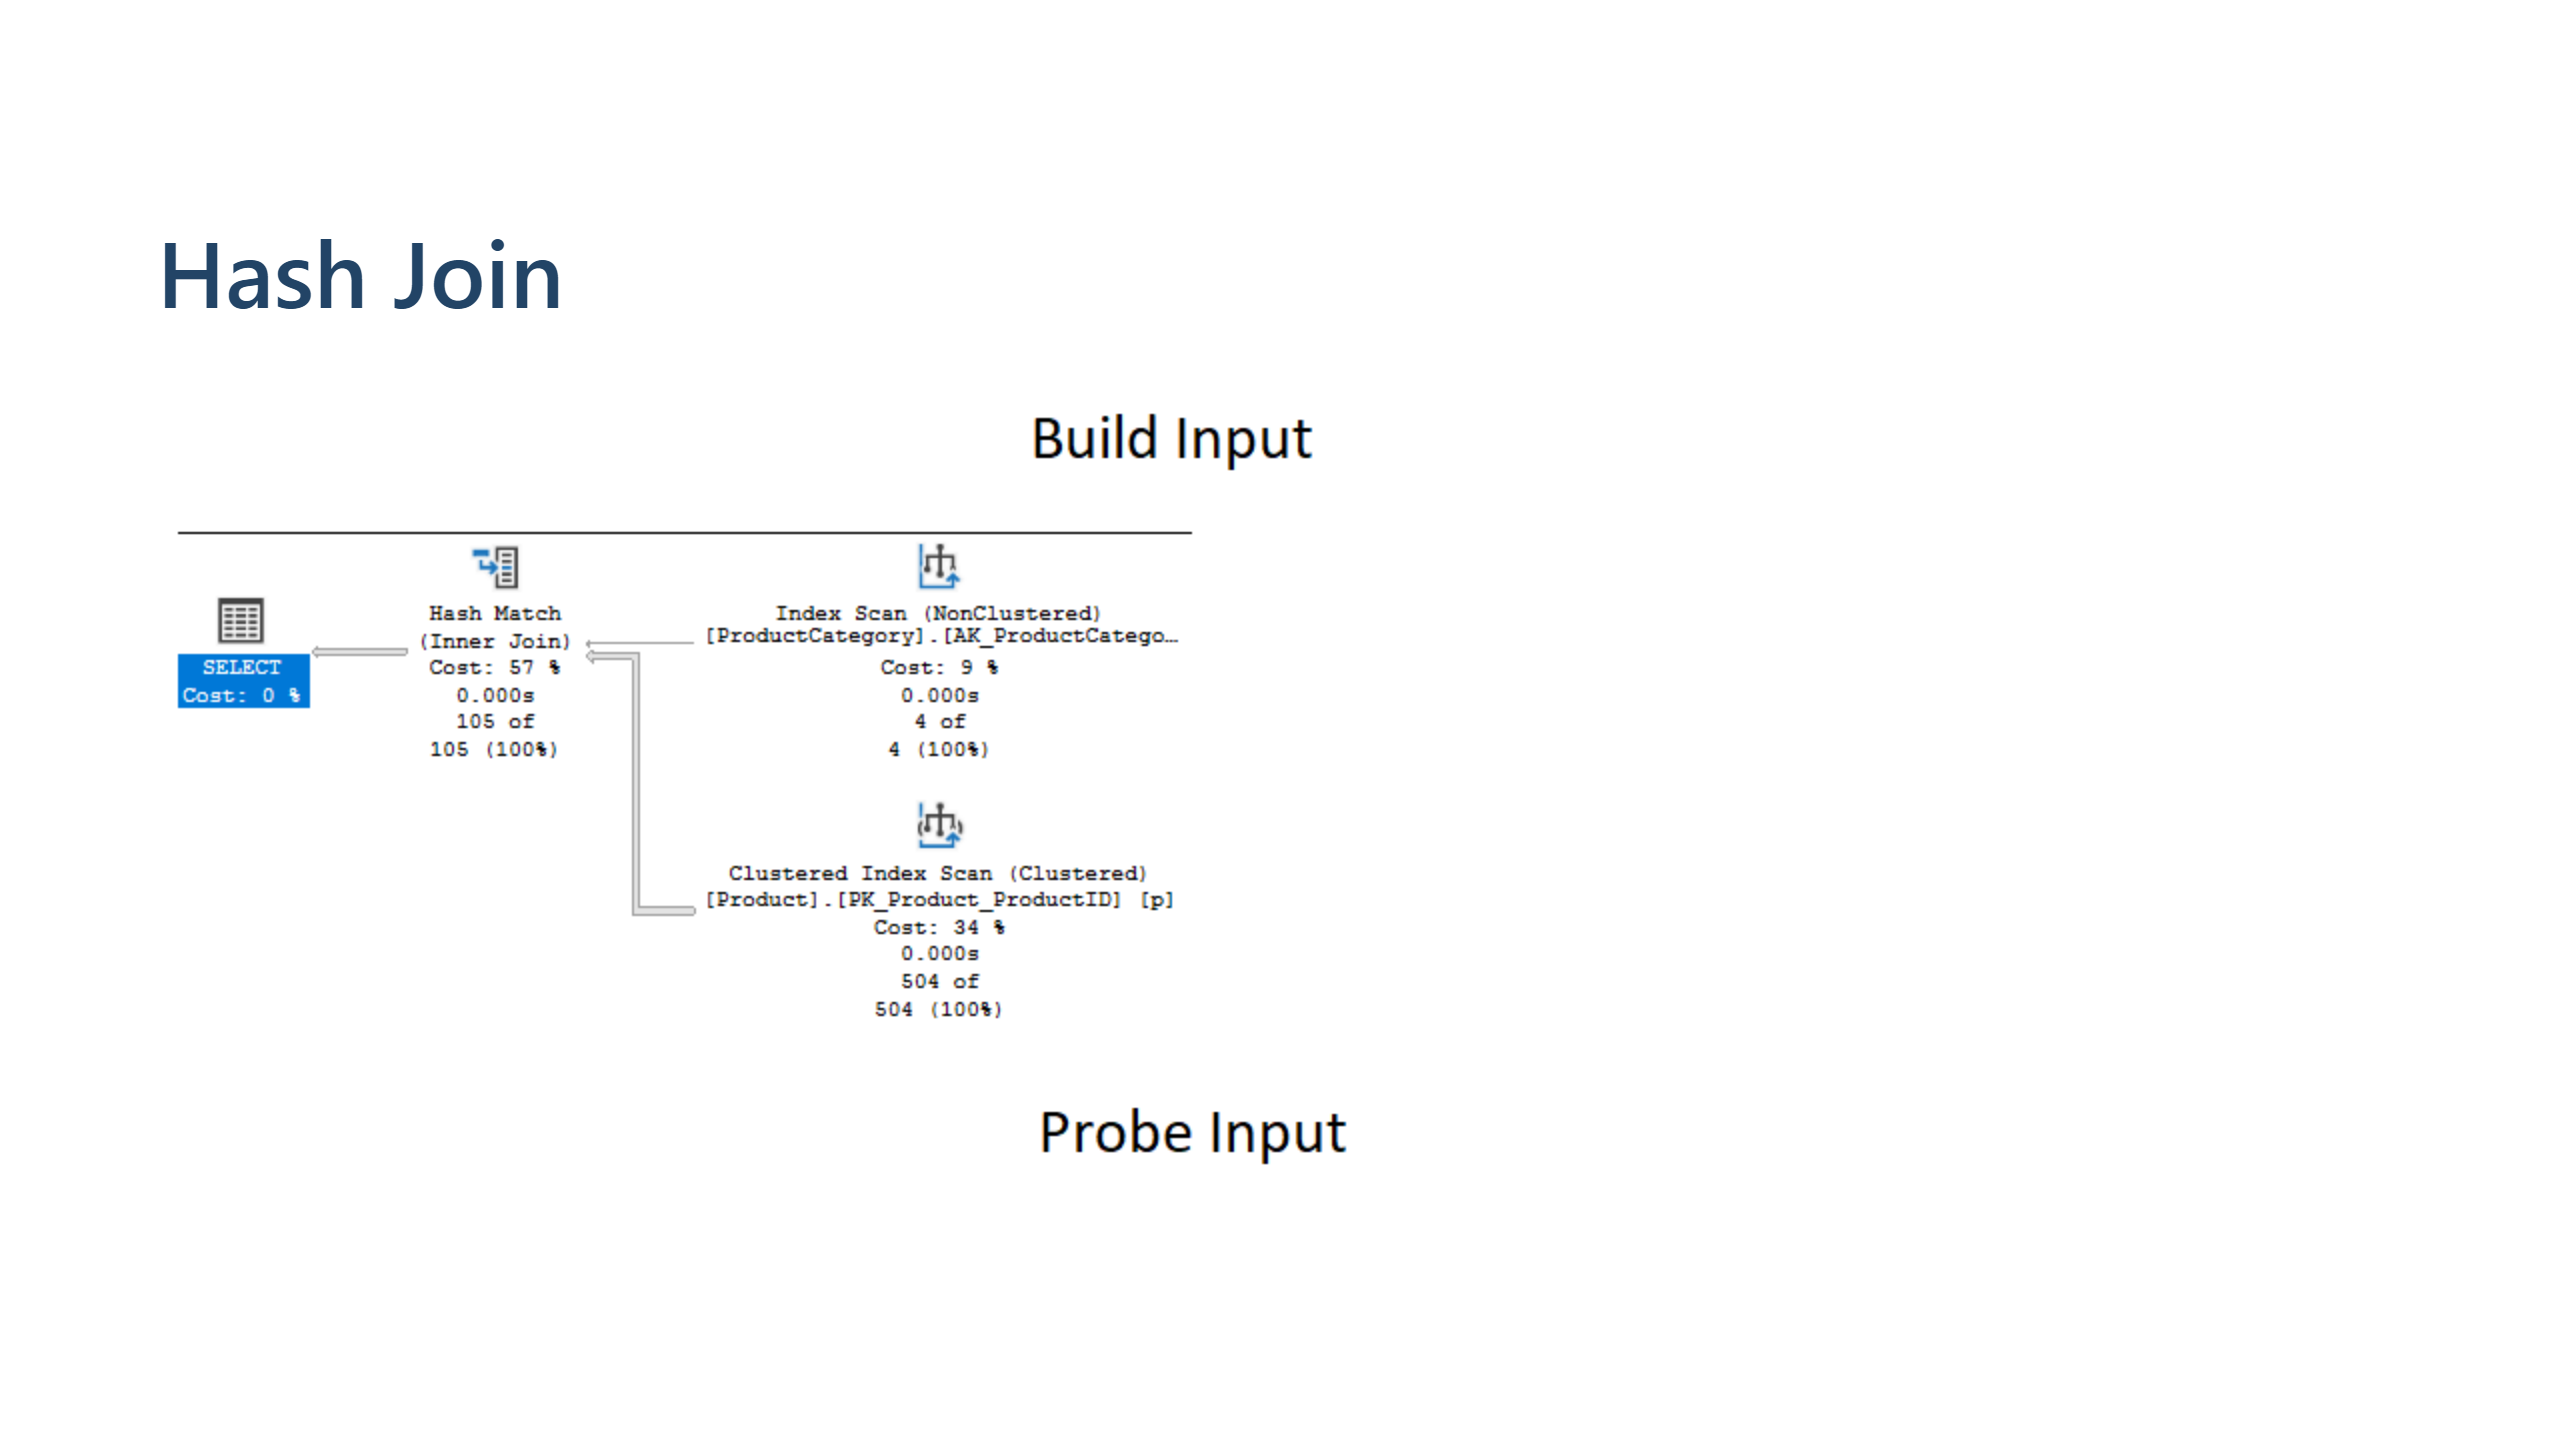 Hash Join
Build Input
Hash Match
(Inner Join)
Cost: 57 %
0.000s
105 of
105 (100%)
Index Scan (NonClustered)
[ProductCategory].[AK_ProductCatego…
Cost: 9 %
0.000s
4 of
4 (100%)
SELECT
Cost: 0 %
Clustered Index Scan (Clustered)
[Product].[PK_Product_ProductID] [p]
Cost: 34 %
0.000s
504 of
504 (100%)
Probe Input